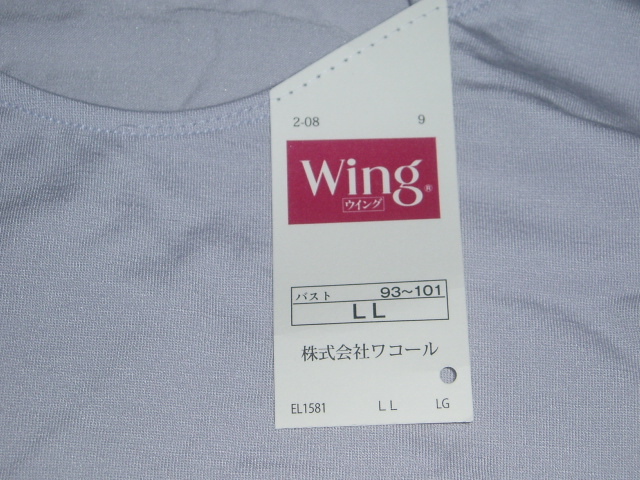 2-08 9
Wing®
ウイング
バスト 93~101
LL
株式会社ワコール
EL1581 LL LG